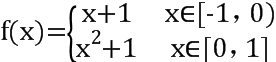 f(x)={ x+1 x∈[-1, 0)
x²+1 x∈[0, 1]